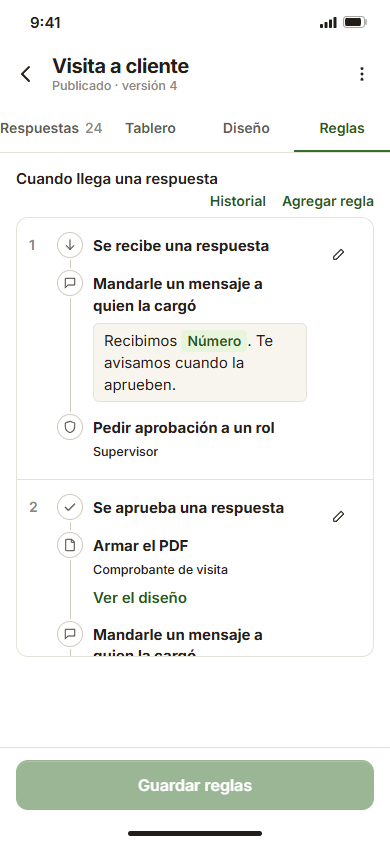 9:41
Visita a cliente
Publicado · versión 4
Respuestas 24 Tablero Diseño Reglas
Cuando llega una respuesta
Historial Agregar regla
1 Se recibe una respuesta
Mandarle un mensaje a
quien la cargó
Recibimos Número . Te
avisamos cuando la
aprueben.
Pedir aprobación a un rol
Supervisor
2 Se aprueba una respuesta
Armar el PDF
Comprobante de visita
Ver el diseño
Mandarle un mensaje a
quien la cargó
Guardar reglas